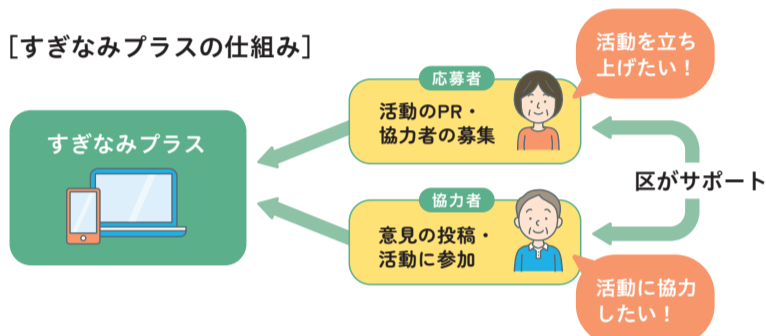 [すぎなみプラスの仕組み]
すぎなみプラス
応募者
活動のPR・
協力者の募集
活動を立ち
上げたい！
協力者
意見の投稿・
活動に参加
活動に協力
したい！
区がサポート